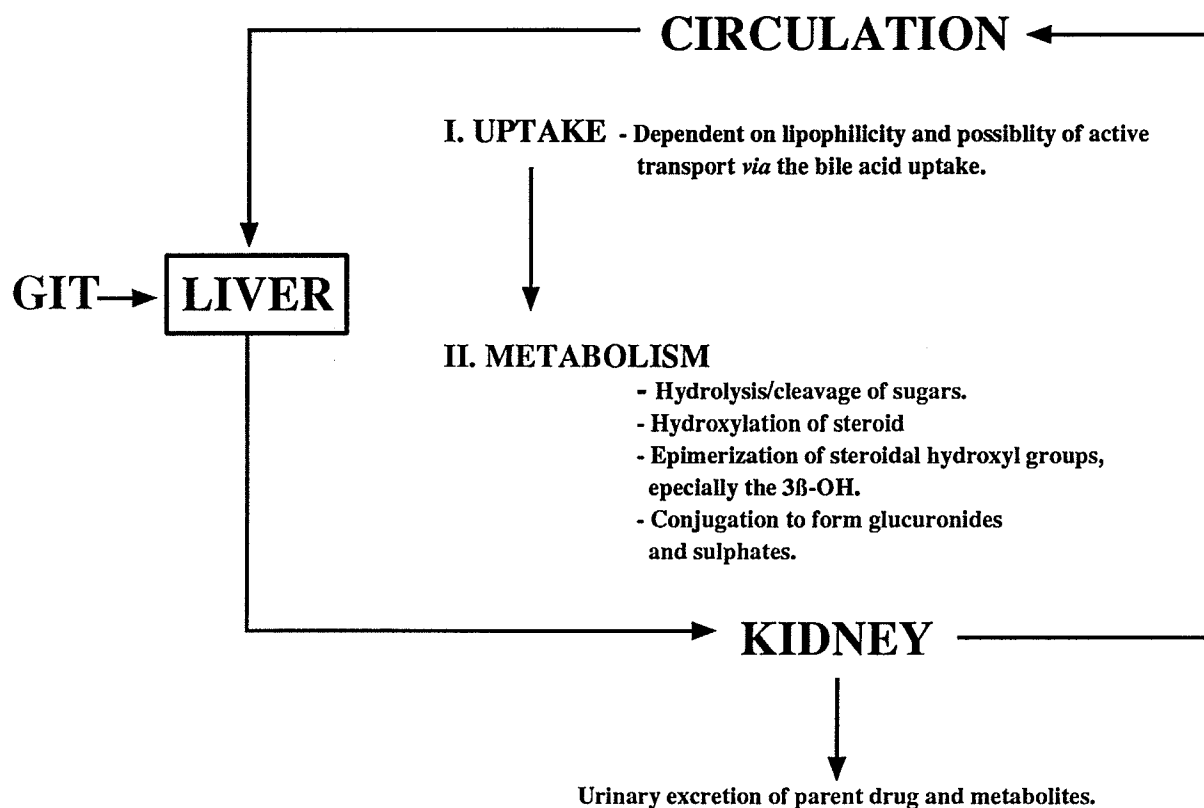 CIRCULATION
I. UPTAKE - Dependent on lipophilicity and possiblity of active
transport via the bile acid uptake.
GIT
LIVER
II. METABOLISM
- Hydrolysis/cleavage of sugars.
- Hydroxylation of steroid
- Epimerization of steroidal hydroxyl groups,
epecially the 3ß-OH.
- Conjugation to form glucuronides
and sulphates.
KIDNEY
Urinary excretion of parent drug and metabolites.